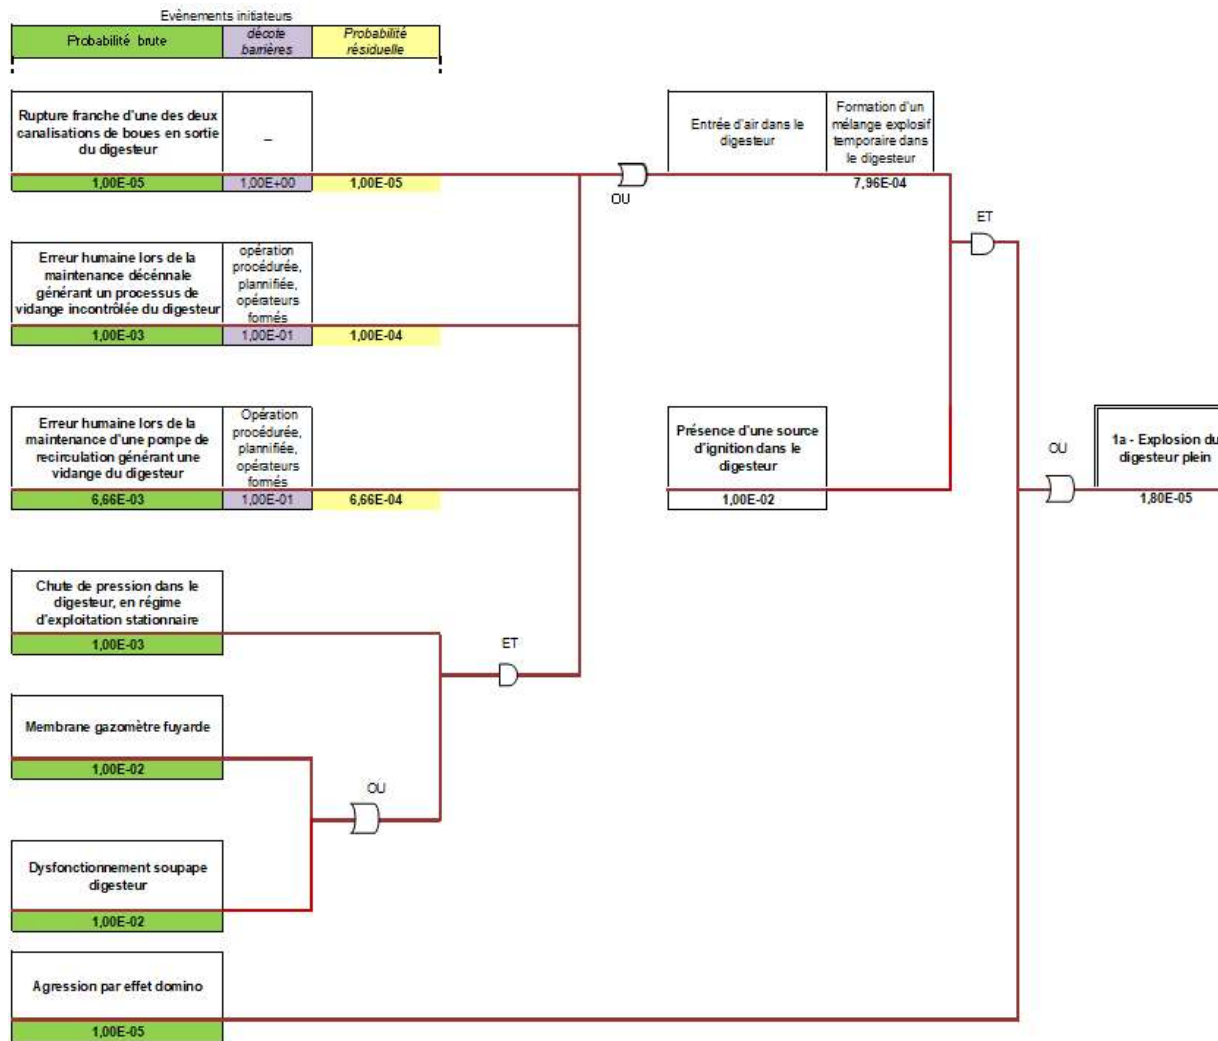 Evènements initiateurs
Probabilité brute
décote
barrières
Probabilité
résiduelle
Rupture franche d'une des deux
canalisations de boues en sortie
du digesteur
–
1,00E-05
1,00E+00
1,00E-05
Entrée d'air dans le
digesteur
Formation d'un
mélange explosif
temporaire dans
le digesteur
7,96E-04
OU
ET
Erreur humaine lors de la
maintenance décénnale
générant un processus de
vidange incontrôlée du digesteur
opération
procédurée,
plannifiée,
opérateurs
formés
1,00E-03
1,00E-01
1,00E-04
Erreur humaine lors de la
maintenance d'une pompe de
recirculation générant une
vidange du digesteur
Opération
procédurée,
plannifiée,
opérateurs
formés
6,66E-03
1,00E-01
6,66E-04
Présence d'une source
d'ignition dans le
digesteur
1,00E-02
OU
1a - Explosion du
digesteur plein
1,80E-05
Chute de pression dans le
digesteur, en régime
d'exploitation stationnaire
1,00E-03
ET
Membrane gazomètre fuyarde
1,00E-02
OU
Dysfonctionnement soupape
digesteur
1,00E-02
Agression par effet domino
1,00E-05